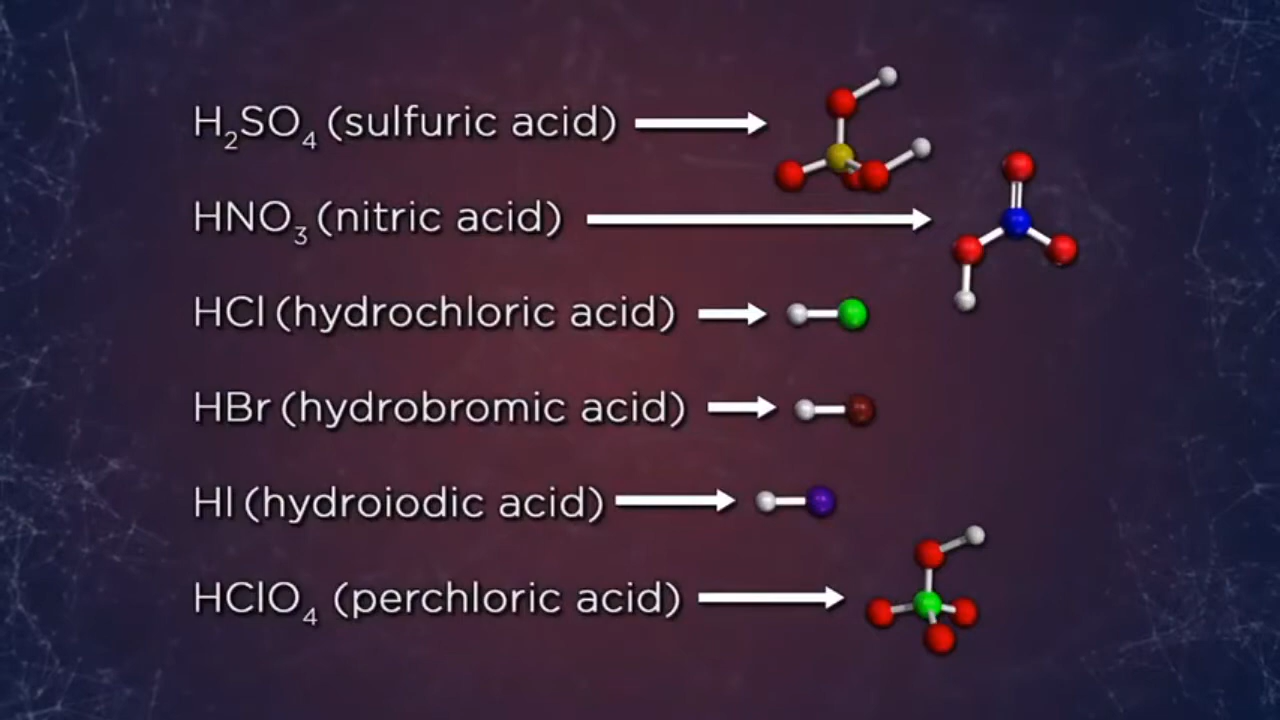 H₂SO₄ (sulfuric acid)
HNO₃ (nitric acid)
HCl (hydrochloric acid)
HBr (hydrobromic acid)
HI (hydroiodic acid)
HClO₄ (perchloric acid)